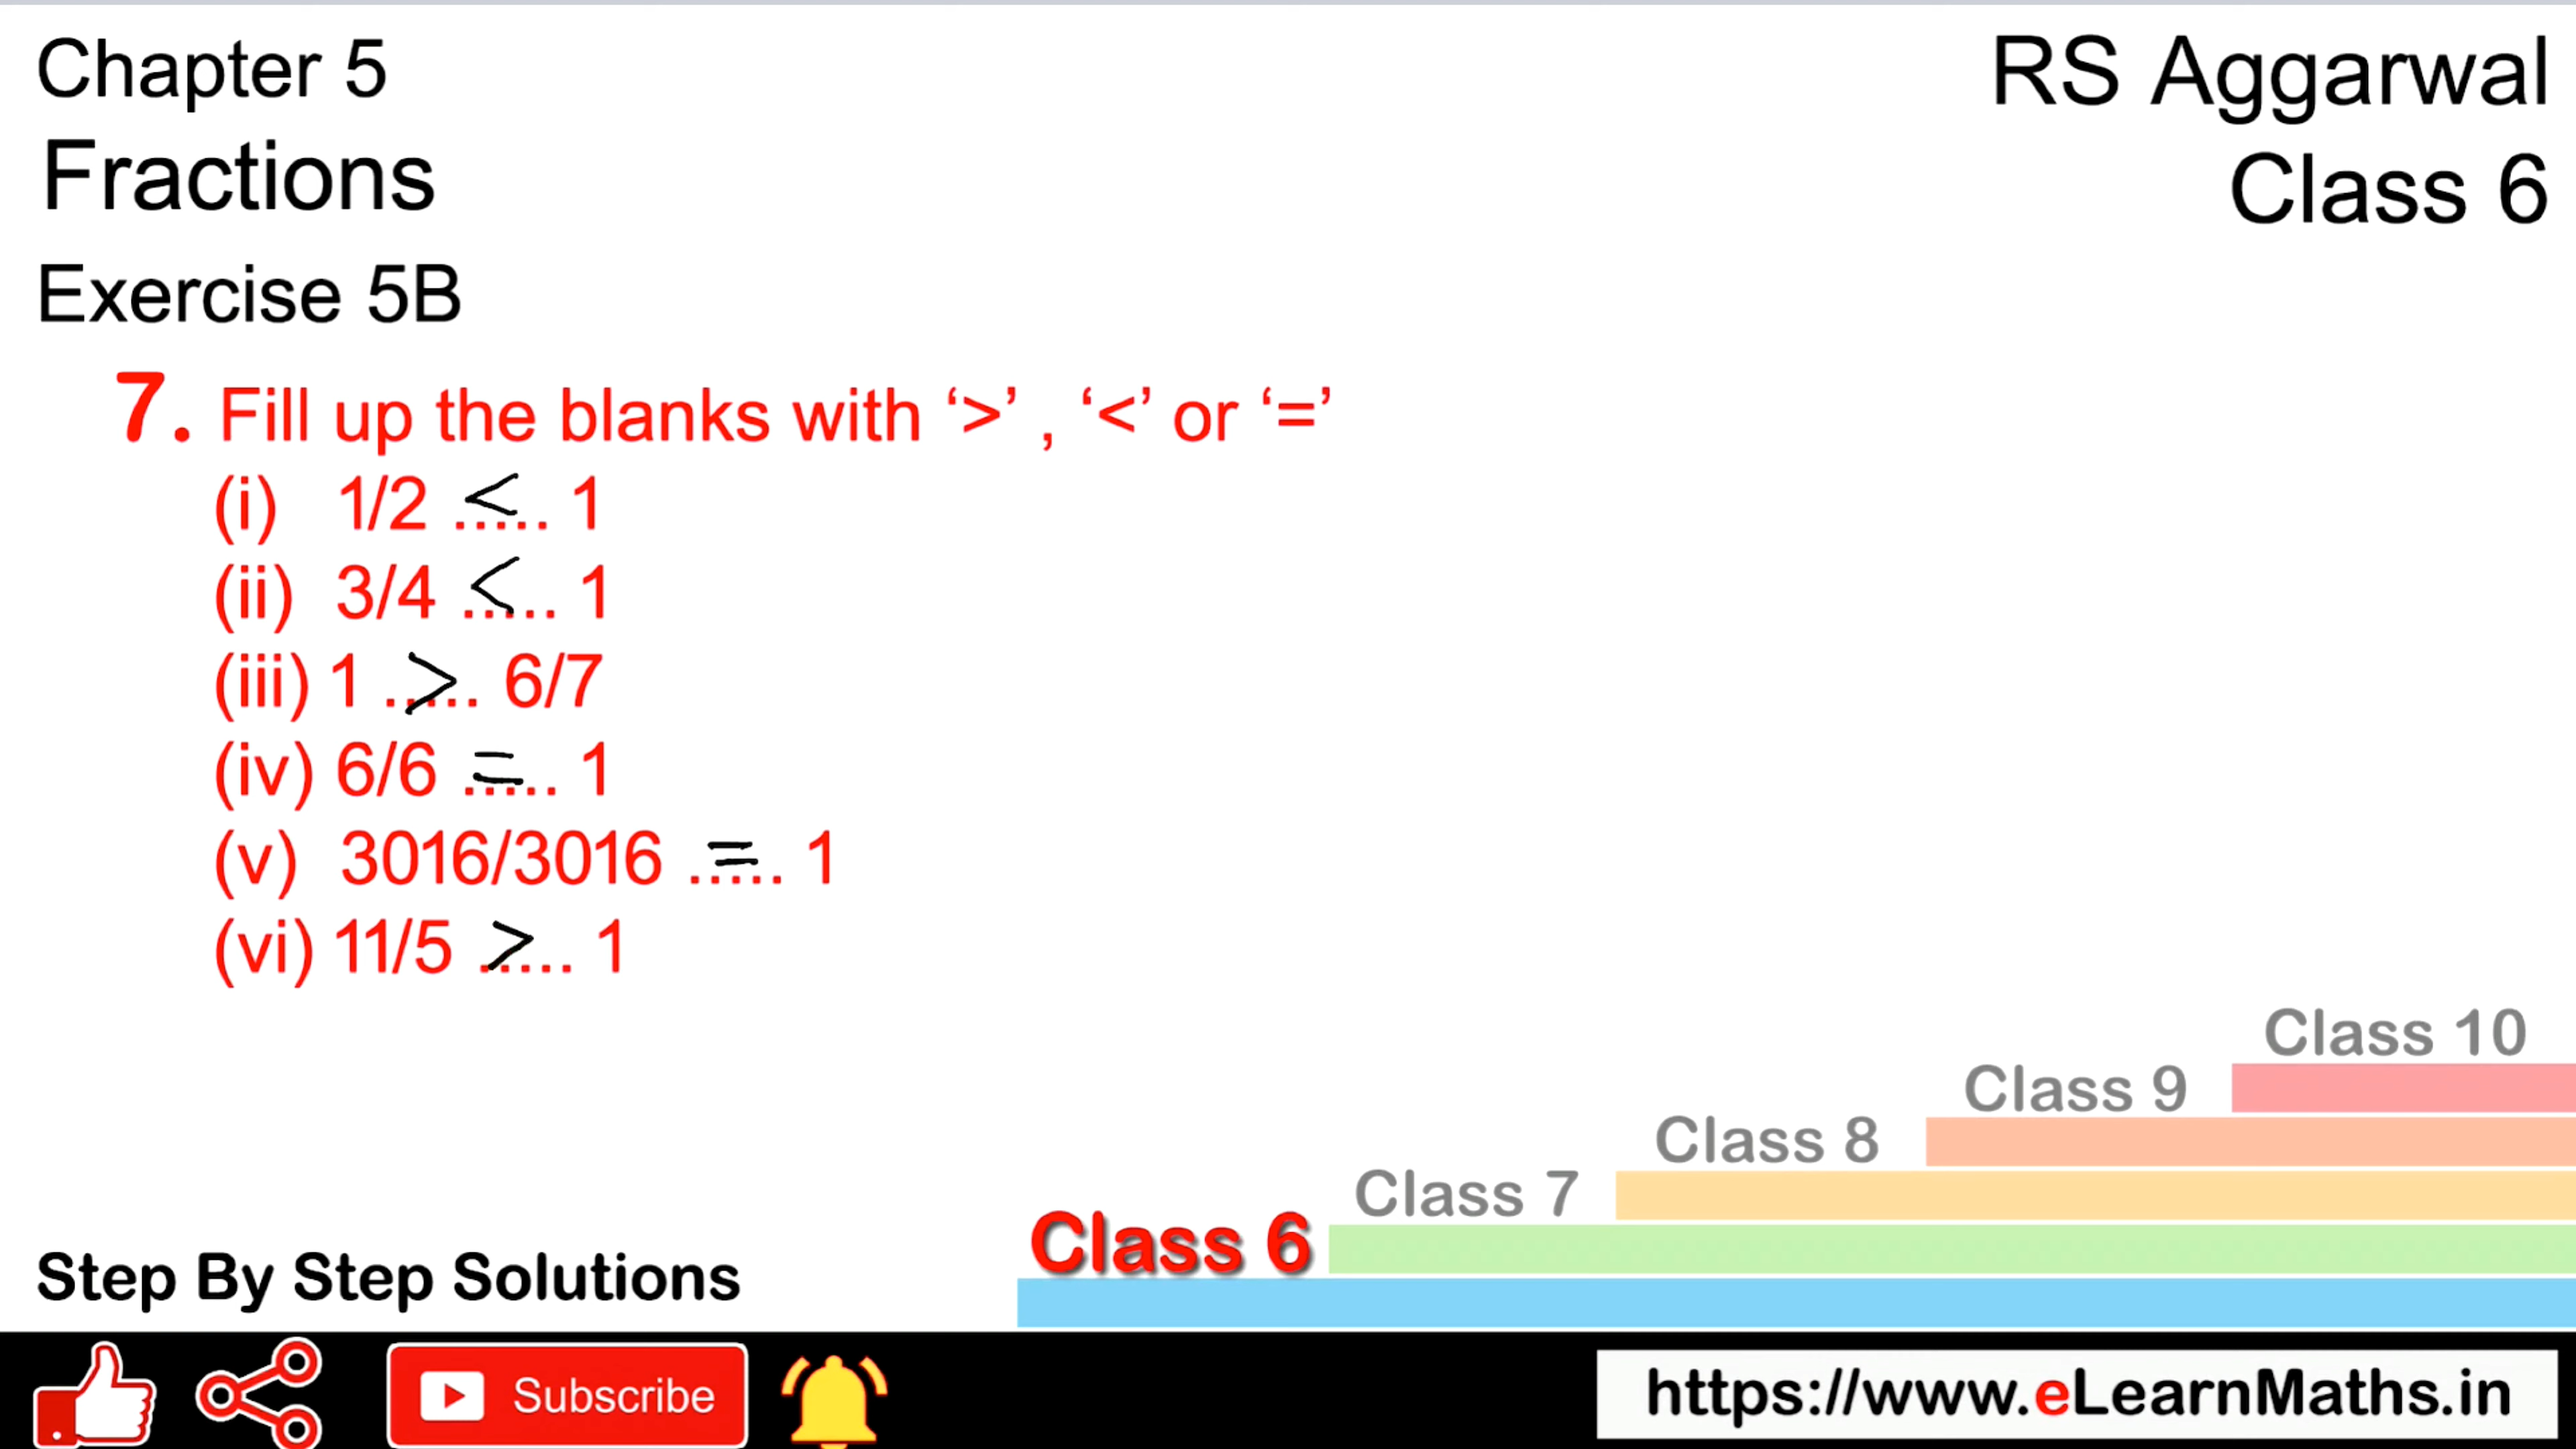 Chapter 5
RS Aggarwal
Fractions
Class 6
Exercise 5B
7. Fill up the blanks with ‘>’ , ‘<’ or ‘=’
(i) 1/2 ..<... 1
(ii) 3/4 ..<... 1
(iii) 1 ..>... 6/7
(iv) 6/6 ..=... 1
(v) 3016/3016 ..=... 1
(vi) 11/5 ..>... 1
Class 10
Class 9
Class 8
Class 7
Class 6
Step By Step Solutions
Subscribe
https://www.eLearnMaths.in